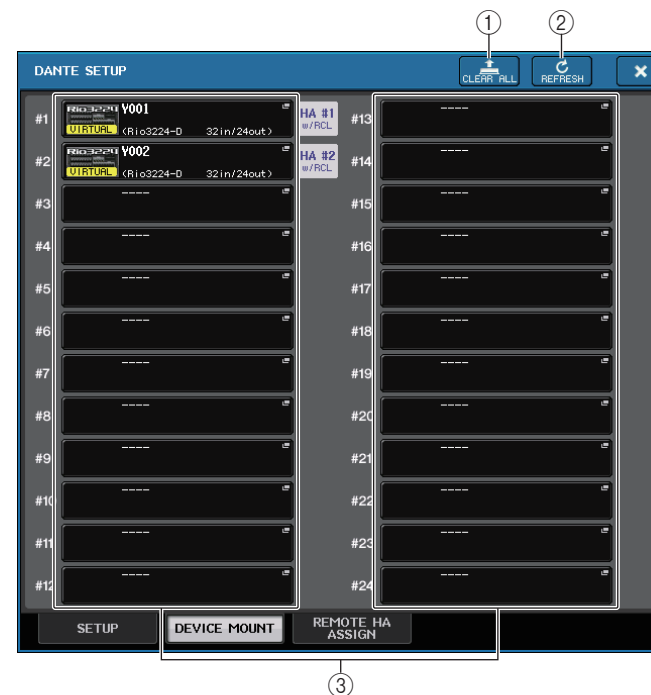 ① ②
DANTE SETUP CLEAR ALL REFRESH ×
#1 Rio3224 VIRTUAL Y001 (Rio3224-D 32in/24out) HA #1 w/RCL #13 ----
#2 Rio3224 VIRTUAL Y002 (Rio3224-D 32in/24out) HA #2 w/RCL #14 ----
#3 ---- #15 ----
#4 ---- #16 ----
#5 ---- #17 ----
#6 ---- #18 ----
#7 ---- #19 ----
#8 ---- #20 ----
#9 ---- #21 ----
#10 ---- #22 ----
#11 ---- #23 ----
#12 ---- #24 ----
SETUP DEVICE MOUNT REMOTE HA ASSIGN
③